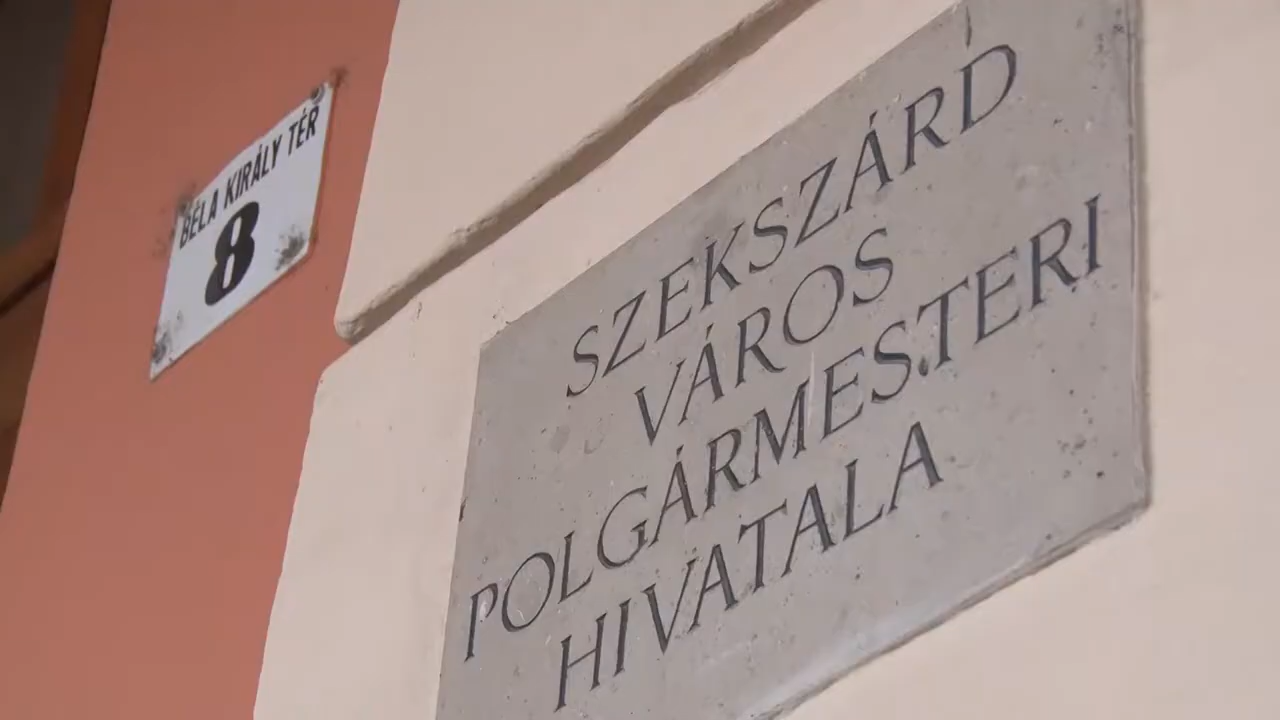 BÉLA KIRÁLY TÉR
8
SZEKSZÁRD
VÁROS
POLGÁRMESTERI
HIVATALA